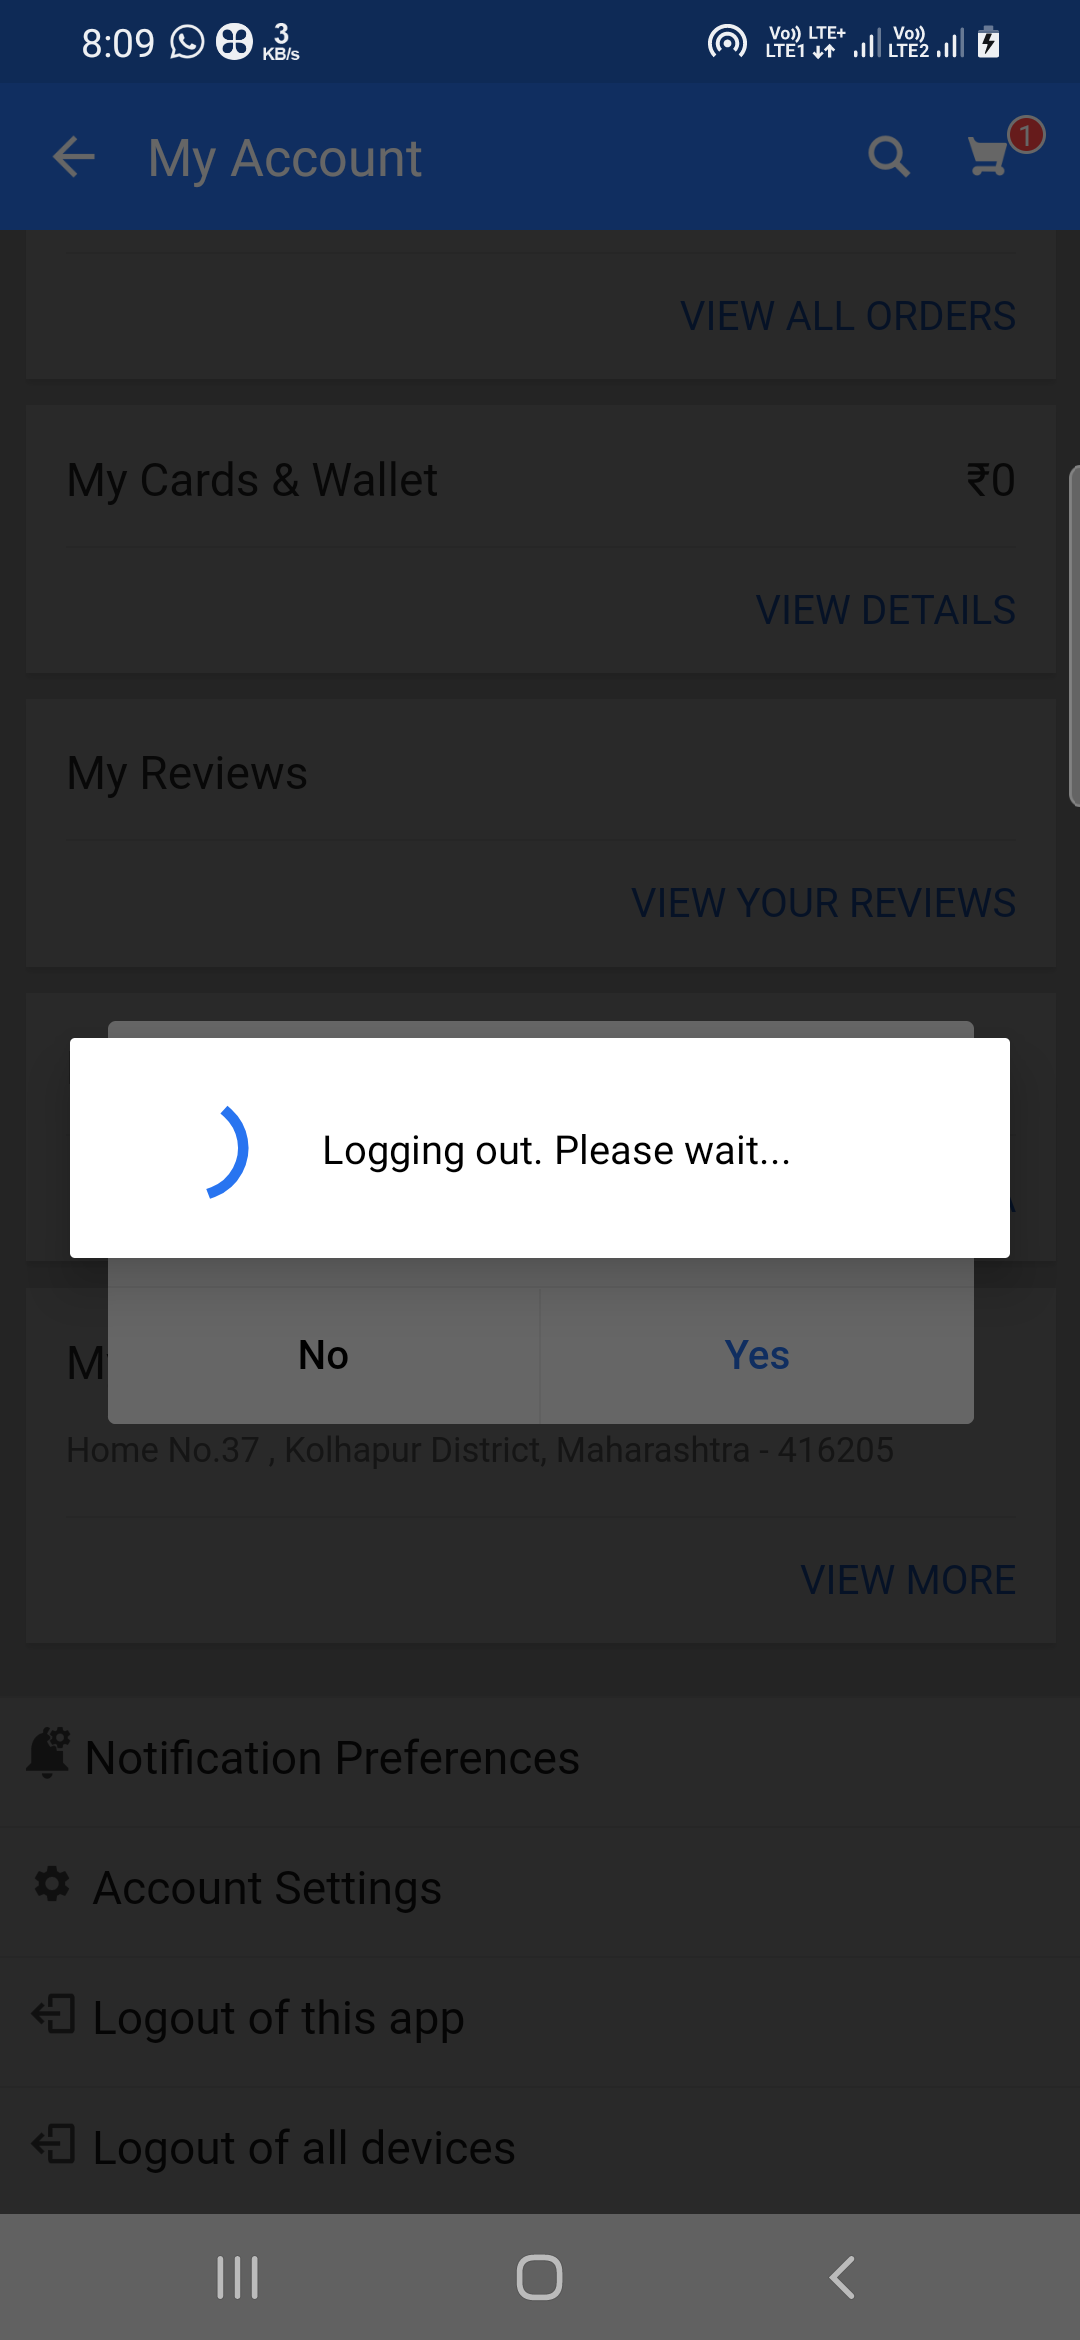 8:09 3 KB/s Vo)) LTE+ LTE1 Vo)) LTE2
My Account 1
VIEW ALL ORDERS
My Cards & Wallet ₹0
VIEW DETAILS
My Reviews
VIEW YOUR REVIEWS
Logging out. Please wait...
No Yes
Home No.37 , Kolhapur District, Maharashtra - 416205
VIEW MORE
Notification Preferences
Account Settings
Logout of this app
Logout of all devices